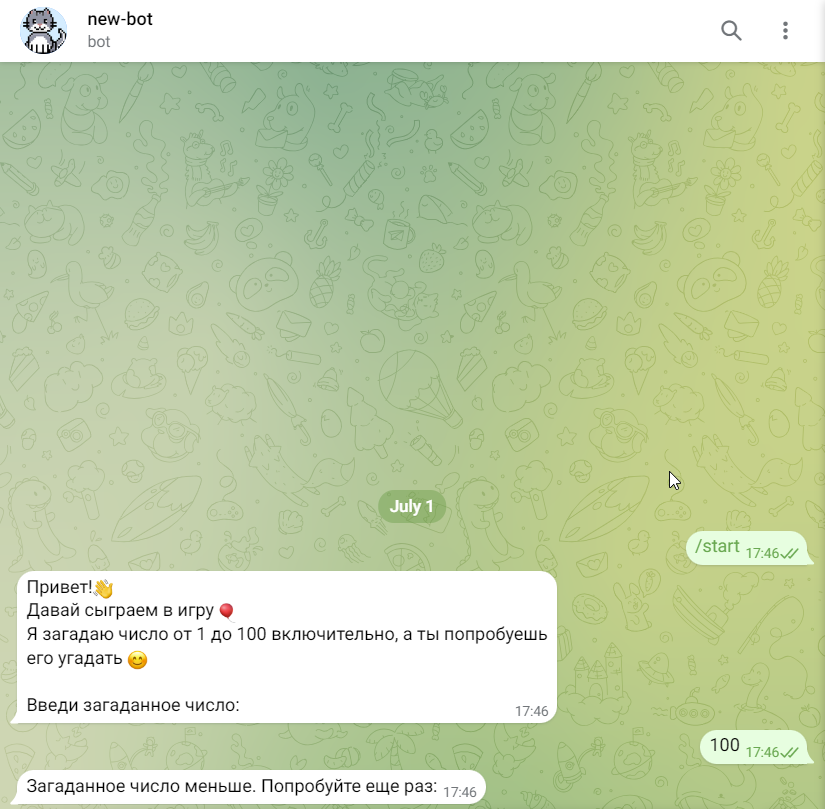 new-bot
bot
July 1
/start 17:46
Привет!👋
Давай сыграем в игру 🎈
Я загадаю число от 1 до 100 включительно, а ты попробуешь
его угадать 😊
Введи загаданное число: 17:46
100 17:46
Загаданное число меньше. Попробуйте еще раз: 17:46